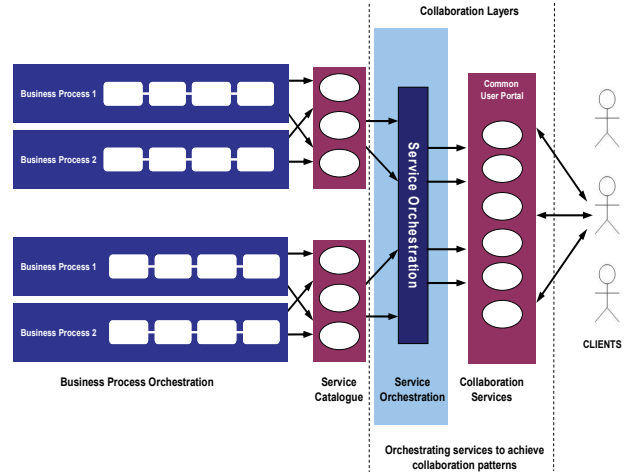 Collaboration Layers
Business Process 1
Business Process 2
Common
User Portal
Service Orchestration
Business Process 1
Business Process 2
CLIENTS
Business Process Orchestration
Service
Catalogue
Service
Orchestration
Collaboration
Services
Orchestrating services to achieve
collaboration patterns